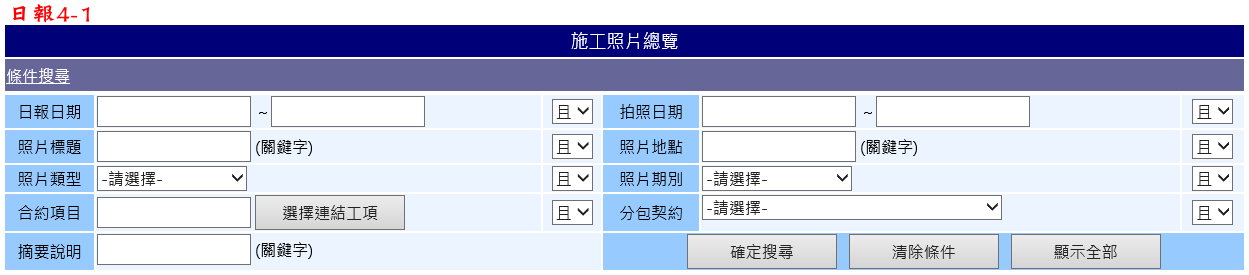 日報4-1
施工照片總覽
條件搜尋
日報日期 ~ 且 拍照日期 ~ 且
照片標題 (關鍵字) 且 照片地點 (關鍵字) 且
照片類型 -請選擇- 且 照片期別 -請選擇- 且
合約項目 選擇連結工項 且 分包契約 -請選擇- 且
摘要說明 (關鍵字) 確定搜尋 清除條件 顯示全部